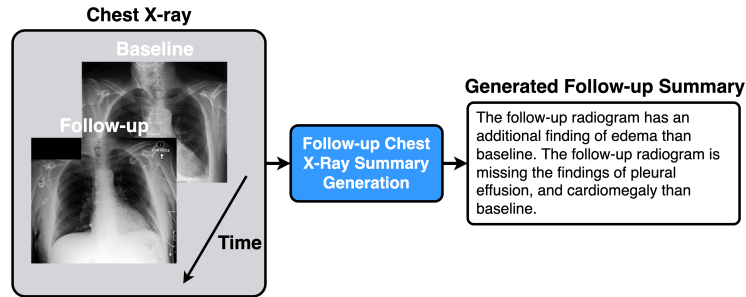 Chest X-ray
Baseline
Follow-up
PORTABLE
Time
Follow-up Chest
X-Ray Summary
Generation
Generated Follow-up Summary
The follow-up radiogram has an
additional finding of edema than
baseline. The follow-up radiogram is
missing the findings of pleural
effusion, and cardiomegaly than
baseline.